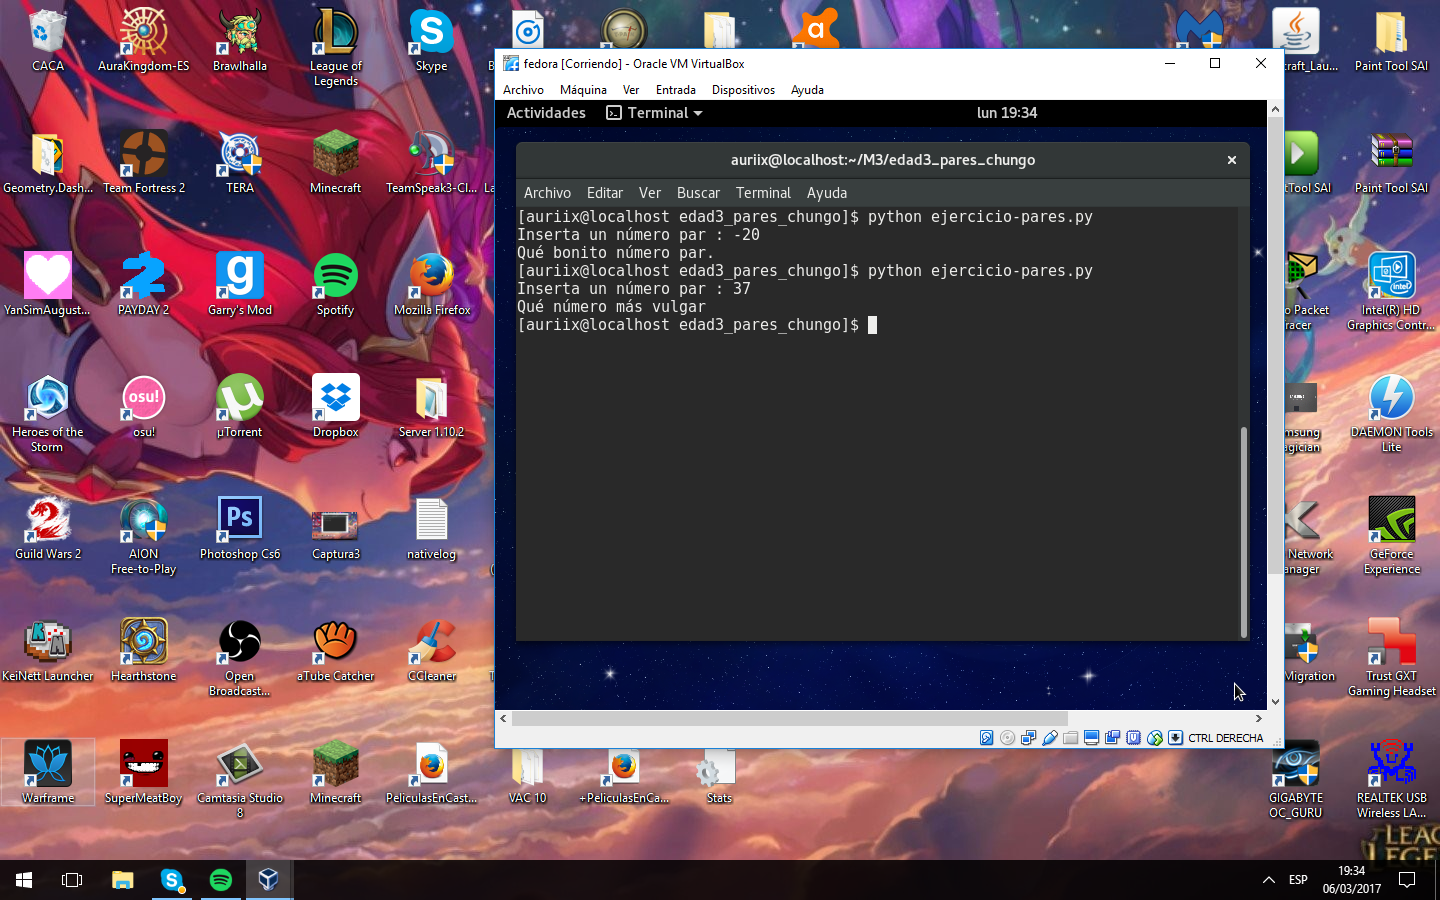 CACA
AuraKingdom-ES
Brawlhalla
League of
Legends
Skype
craft_Lau...
Paint Tool SAI
fedora [Corriendo] - Oracle VM VirtualBox
Archivo Máquina Ver Entrada Dispositivos Ayuda
Actividades Terminal lun 19:34
auriix@localhost:~/M3/edad3_pares_chungo
Archivo Editar Ver Buscar Terminal Ayuda
[auriix@localhost edad3_pares_chungo]$ python ejercicio-pares.py
Inserta un número par : -20
Qué bonito número par.
[auriix@localhost edad3_pares_chungo]$ python ejercicio-pares.py
Inserta un número par : 37
Qué número más vulgar
[auriix@localhost edad3_pares_chungo]$
CTRL DERECHA
Geometry.Dash...
Team Fortress 2
TERA
Minecraft
TeamSpeak3-Cl...
Tool SAI
Paint Tool SAI
YanSimAugust...
PAYDAY 2
Garry's Mod
Spotify
Mozilla Firefox
o Packet
racer
Intel(R) HD
Graphics Contr...
Heroes of the
Storm
osu!
osu!
µTorrent
Dropbox
Server 1.10.2
msung
agician
DAEMON Tools
Lite
Guild Wars 2
AION
Free-to-Play
Ps
Photoshop Cs6
Captura3
nativelog
Network
anager
GeForce
Experience
KeiNett Launcher
Hearthstone
Open
Broadcast...
aTube Catcher
CCleaner
Migration
Trust GXT
Gaming Headset
Warframe
SuperMeatBoy
Camtasia Studio
8
Minecraft
PeliculasEnCast...
VAC 10
+PeliculasEnCa...
Stats
GIGABYTE
OC_GURU
REALTEK USB
Wireless LA...
LEAG
LEGE
ESP
19:34
06/03/2017